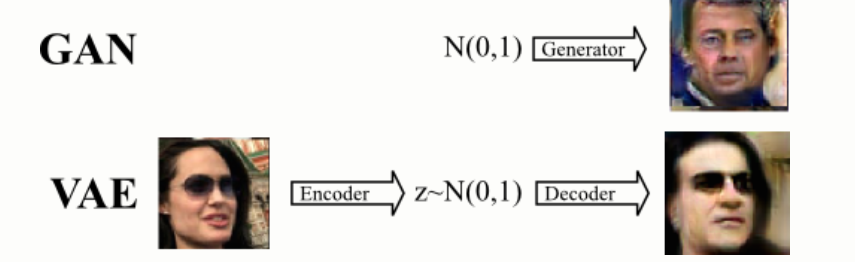 GAN N(0,1) Generator
VAE Encoder z~N(0,1) Decoder